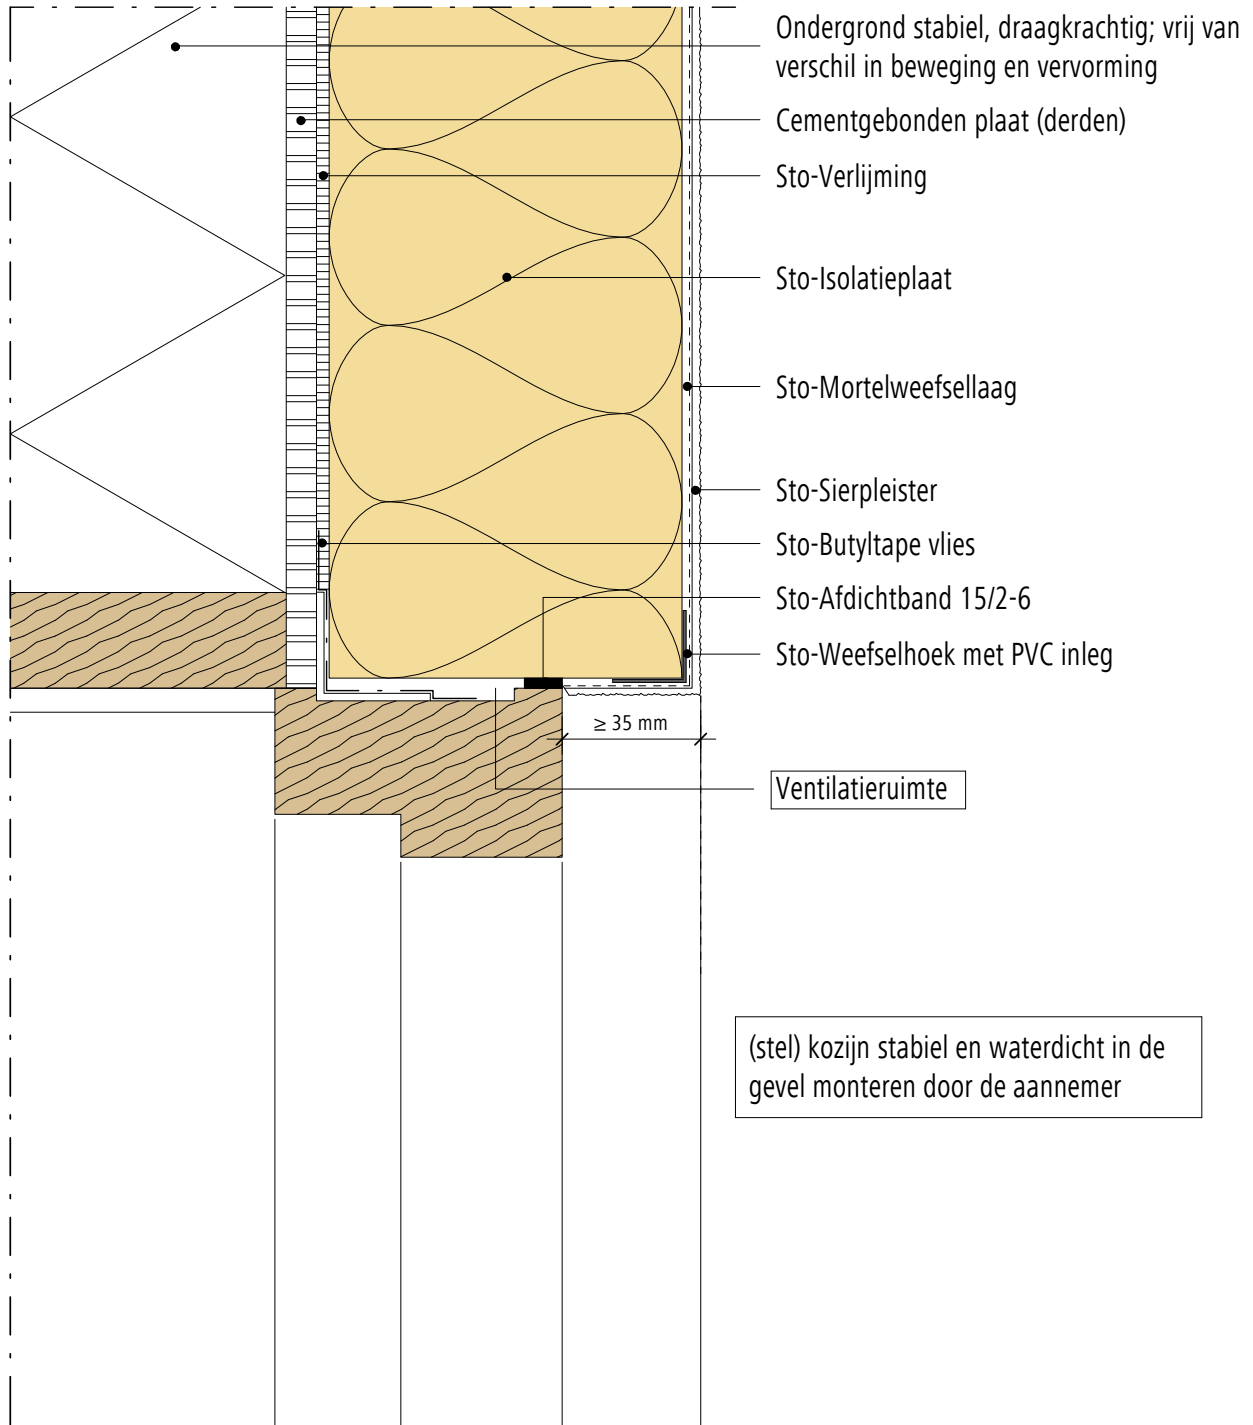 Ondergrond stabiel, draagkrachtig; vrij van
verschil in beweging en vervorming
Cementgebonden plaat (derden)
Sto-Verlijming
Sto-Isolatieplaat
Sto-Mortelweefsellaag
Sto-Sierpleister
Sto-Butyltape vlies
Sto-Afdichtband 15/2-6
Sto-Weefselhoek met PVC inleg
≥ 35 mm
Ventilatieruimte
(stel) kozijn stabiel en waterdicht in de
gevel monteren door de aannemer